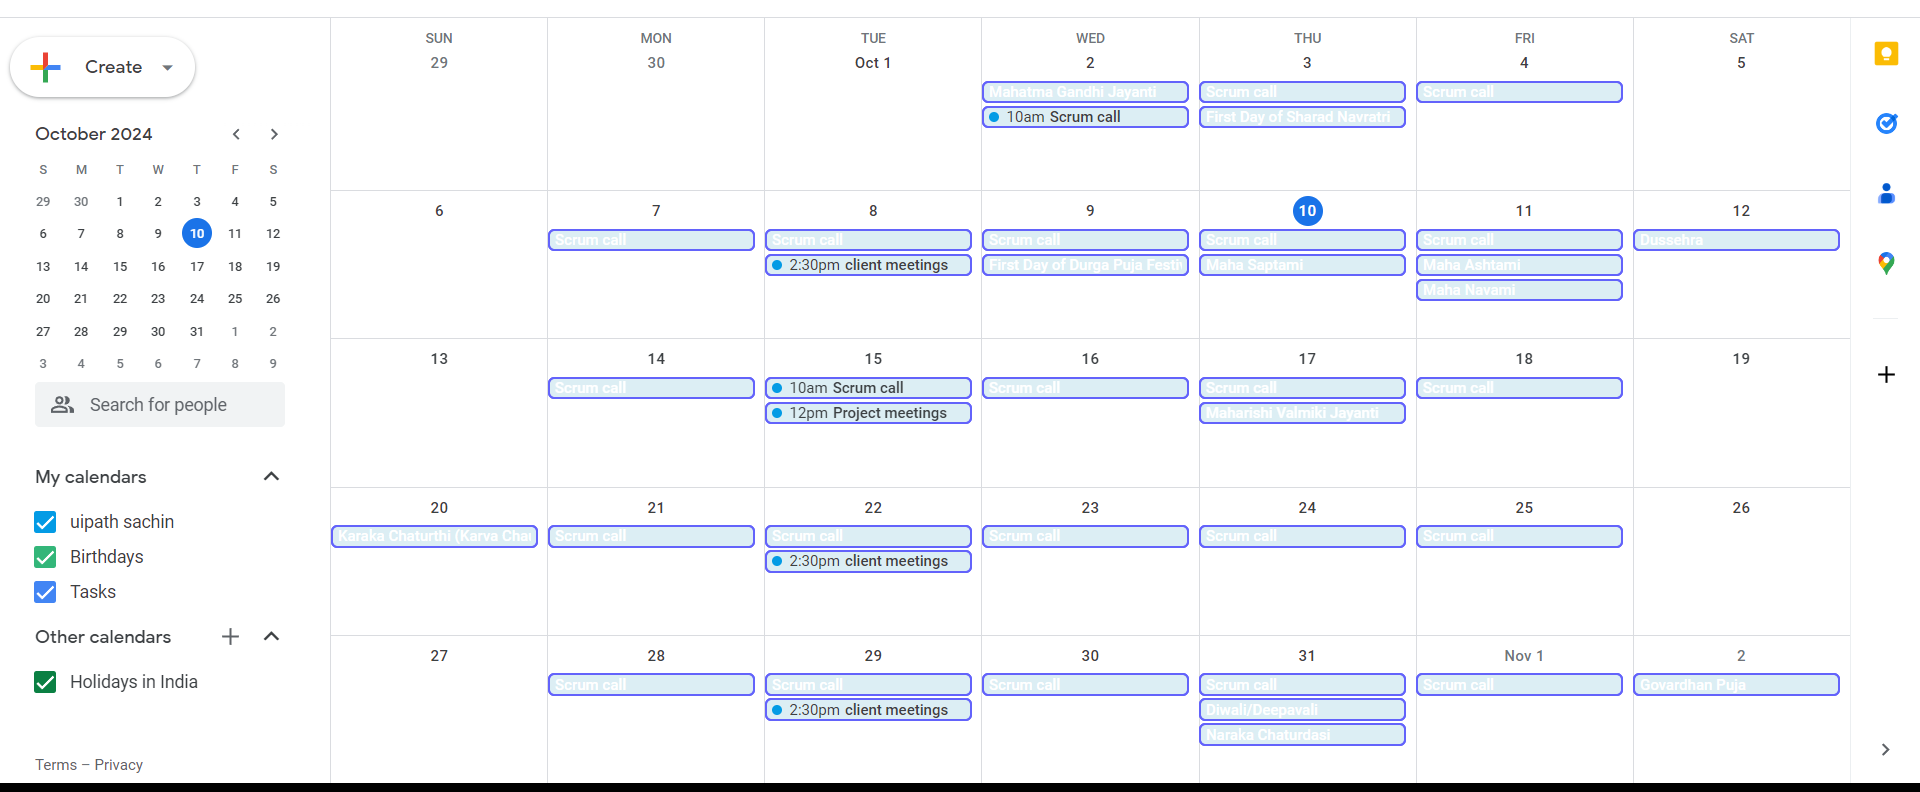 Create
October 2024
S M T W T F S
29 30 1 2 3 4 5
6 7 8 9 10 11 12
13 14 15 16 17 18 19
20 21 22 23 24 25 26
27 28 29 30 31 1 2
3 4 5 6 7 8 9
Search for people
My calendars
uipath sachin
Birthdays
Tasks
Other calendars
Holidays in India
Terms – Privacy
SUN MON TUE WED THU FRI SAT
29 30 Oct 1 2 3 4 5
Mahatma Gandhi Jayanti Scrum call Scrum call
10am Scrum call First Day of Sharad Navratri
6 7 8 9 10 11 12
Scrum call Scrum call Scrum call Scrum call Scrum call Dussehra
2:30pm client meetings First Day of Durga Puja Maha Saptami Maha Ashtami
Maha Navami
13 14 15 16 17 18 19
Scrum call 10am Scrum call Scrum call Scrum call Scrum call
12pm Project meetings Maharishi Valmiki Jayanti
20 21 22 23 24 25 26
Karaka Chaturthi (Karva Scrum call Scrum call Scrum call Scrum call Scrum call
2:30pm client meetings
27 28 29 30 31 Nov 1 2
Scrum call Scrum call Scrum call Scrum call Scrum call Govardhan Puja
2:30pm client meetings Diwali/Deepavali
Naraka Chaturdasi